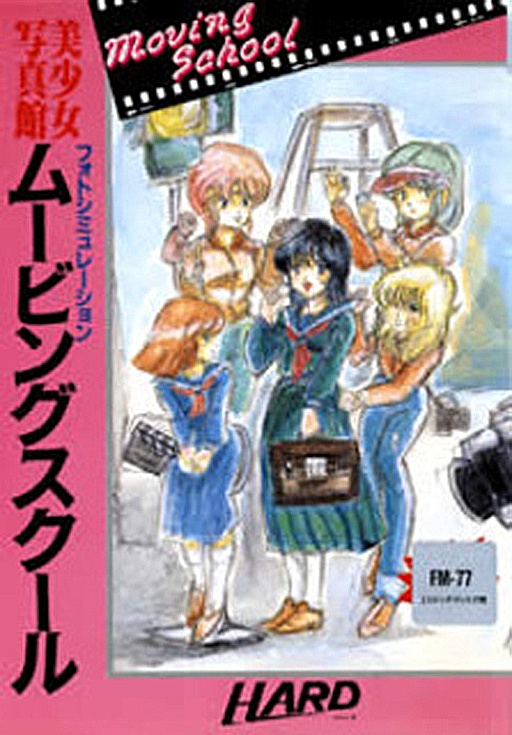 Moving
School
美少女
写真館
フォトシミュレーション
ムービングスクール
FM-77
HARD